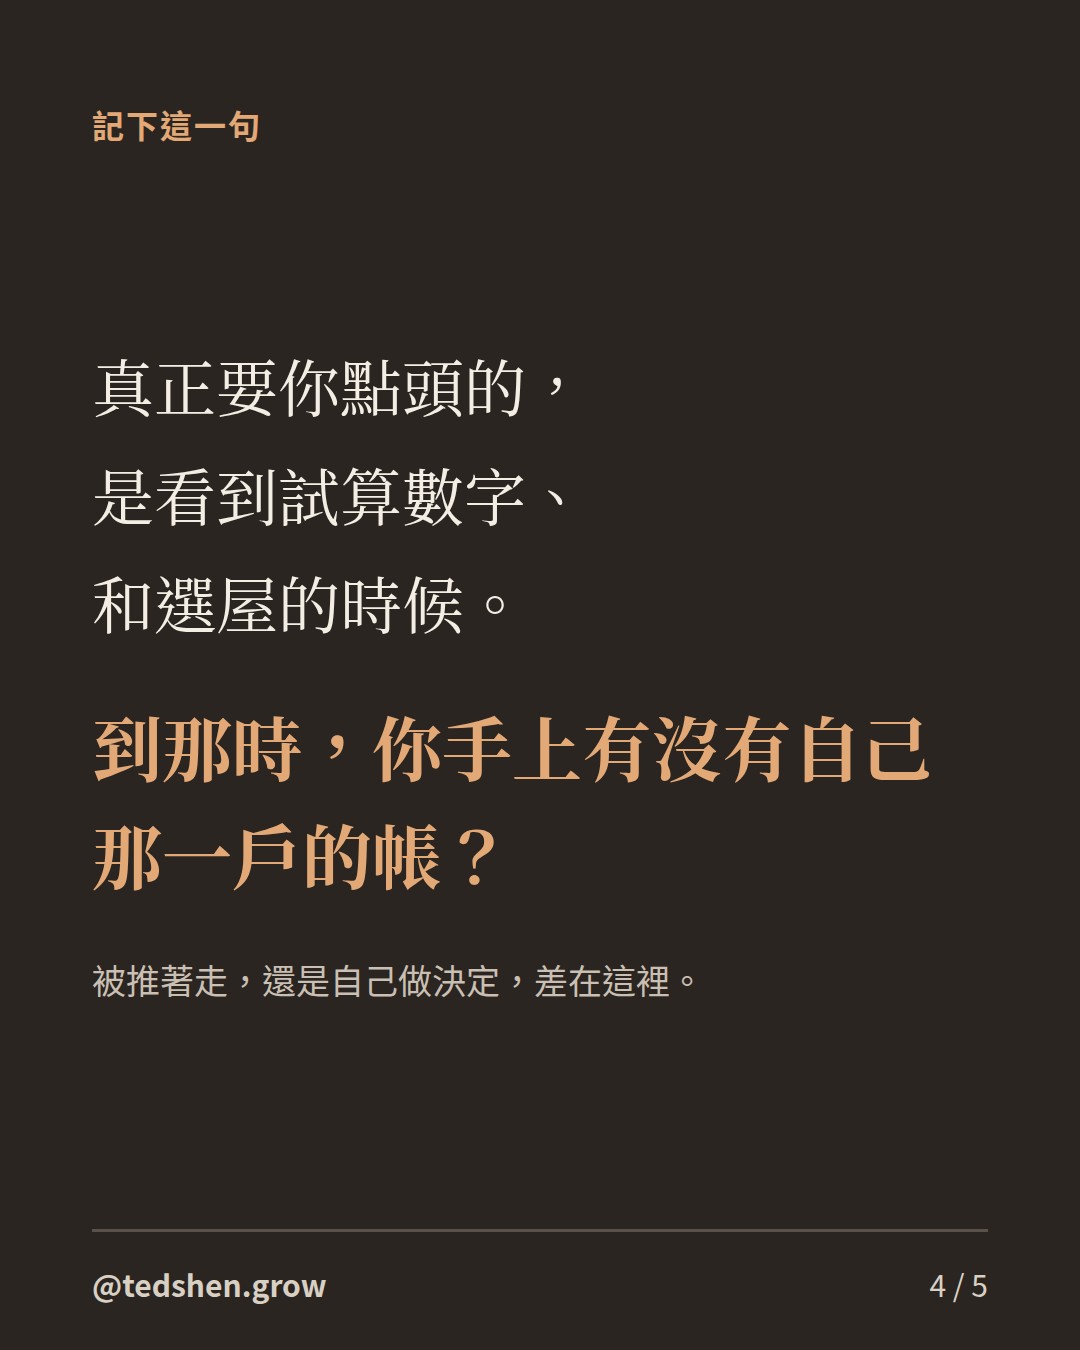 記下這一句
真正要你點頭的，
是看到試算數字、
和選屋的時候。
到那時，你手上有沒有自己
那一戶的帳？
被推著走，還是自己做決定，差在這裡。
@tedshen.grow
4 / 5